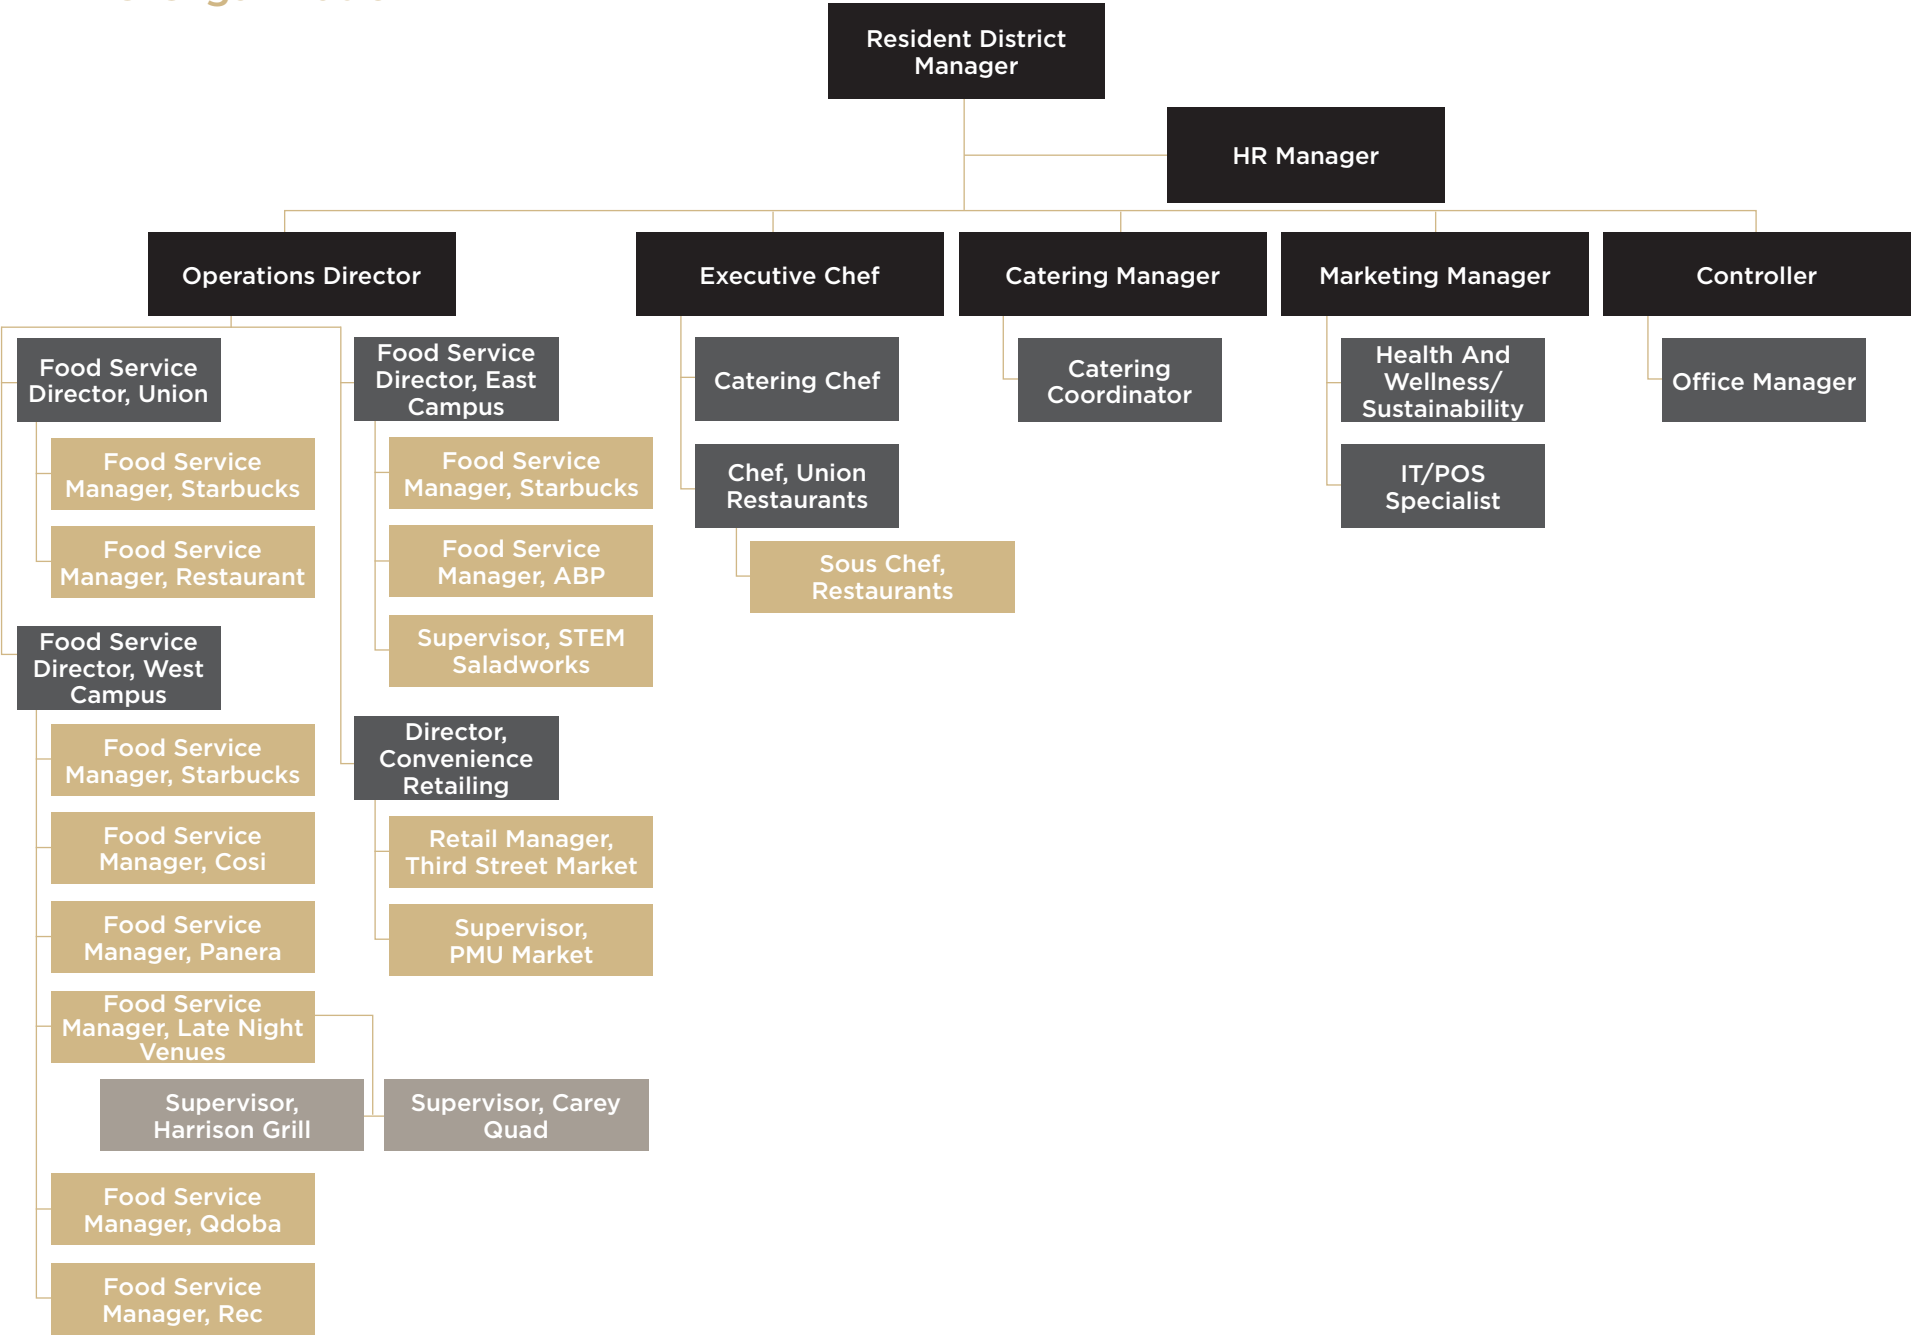 Resident District
Manager
HR Manager
Operations Director
Executive Chef
Catering Manager
Marketing Manager
Controller
Food Service
Director, Union
Food Service
Manager, Starbucks
Food Service
Manager, Restaurant
Food Service
Director, West
Campus
Food Service
Manager, Starbucks
Food Service
Manager, Cosi
Food Service
Manager, Panera
Food Service
Manager, Late Night
Venues
Supervisor,
Harrison Grill
Supervisor, Carey
Quad
Food Service
Manager, Qdoba
Food Service
Manager, Rec
Food Service
Director, East
Campus
Food Service
Manager, Starbucks
Food Service
Manager, ABP
Supervisor, STEM
Saladworks
Director,
Convenience
Retailing
Retail Manager,
Third Street Market
Supervisor,
PMU Market
Catering Chef
Chef, Union
Restaurants
Sous Chef,
Restaurants
Catering
Coordinator
Health And
Wellness/
Sustainability
IT/POS
Specialist
Office Manager